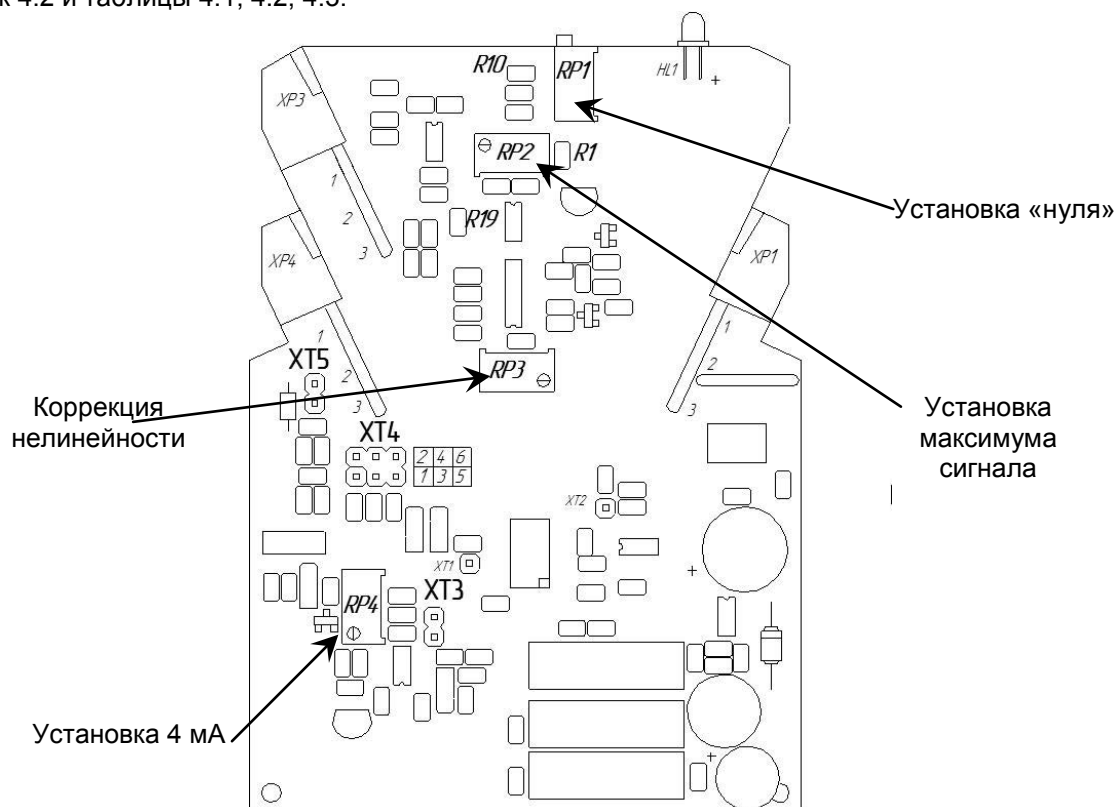 к 4.2 и таблицы 4.1, 4.2, 4.3.
R10
RP1
HL1
+
XP3
RP2
R1
1
2
3
R19
Установка «нуля»
XP4
XP1
1
2
3
XT5
RP3
1
2
3
Коррекция
нелинейности
Установка
максимума
сигнала
XT4
2 4 6
1 3 5
XT2
XT1
+
RP4
XT3
Установка 4 мА
+